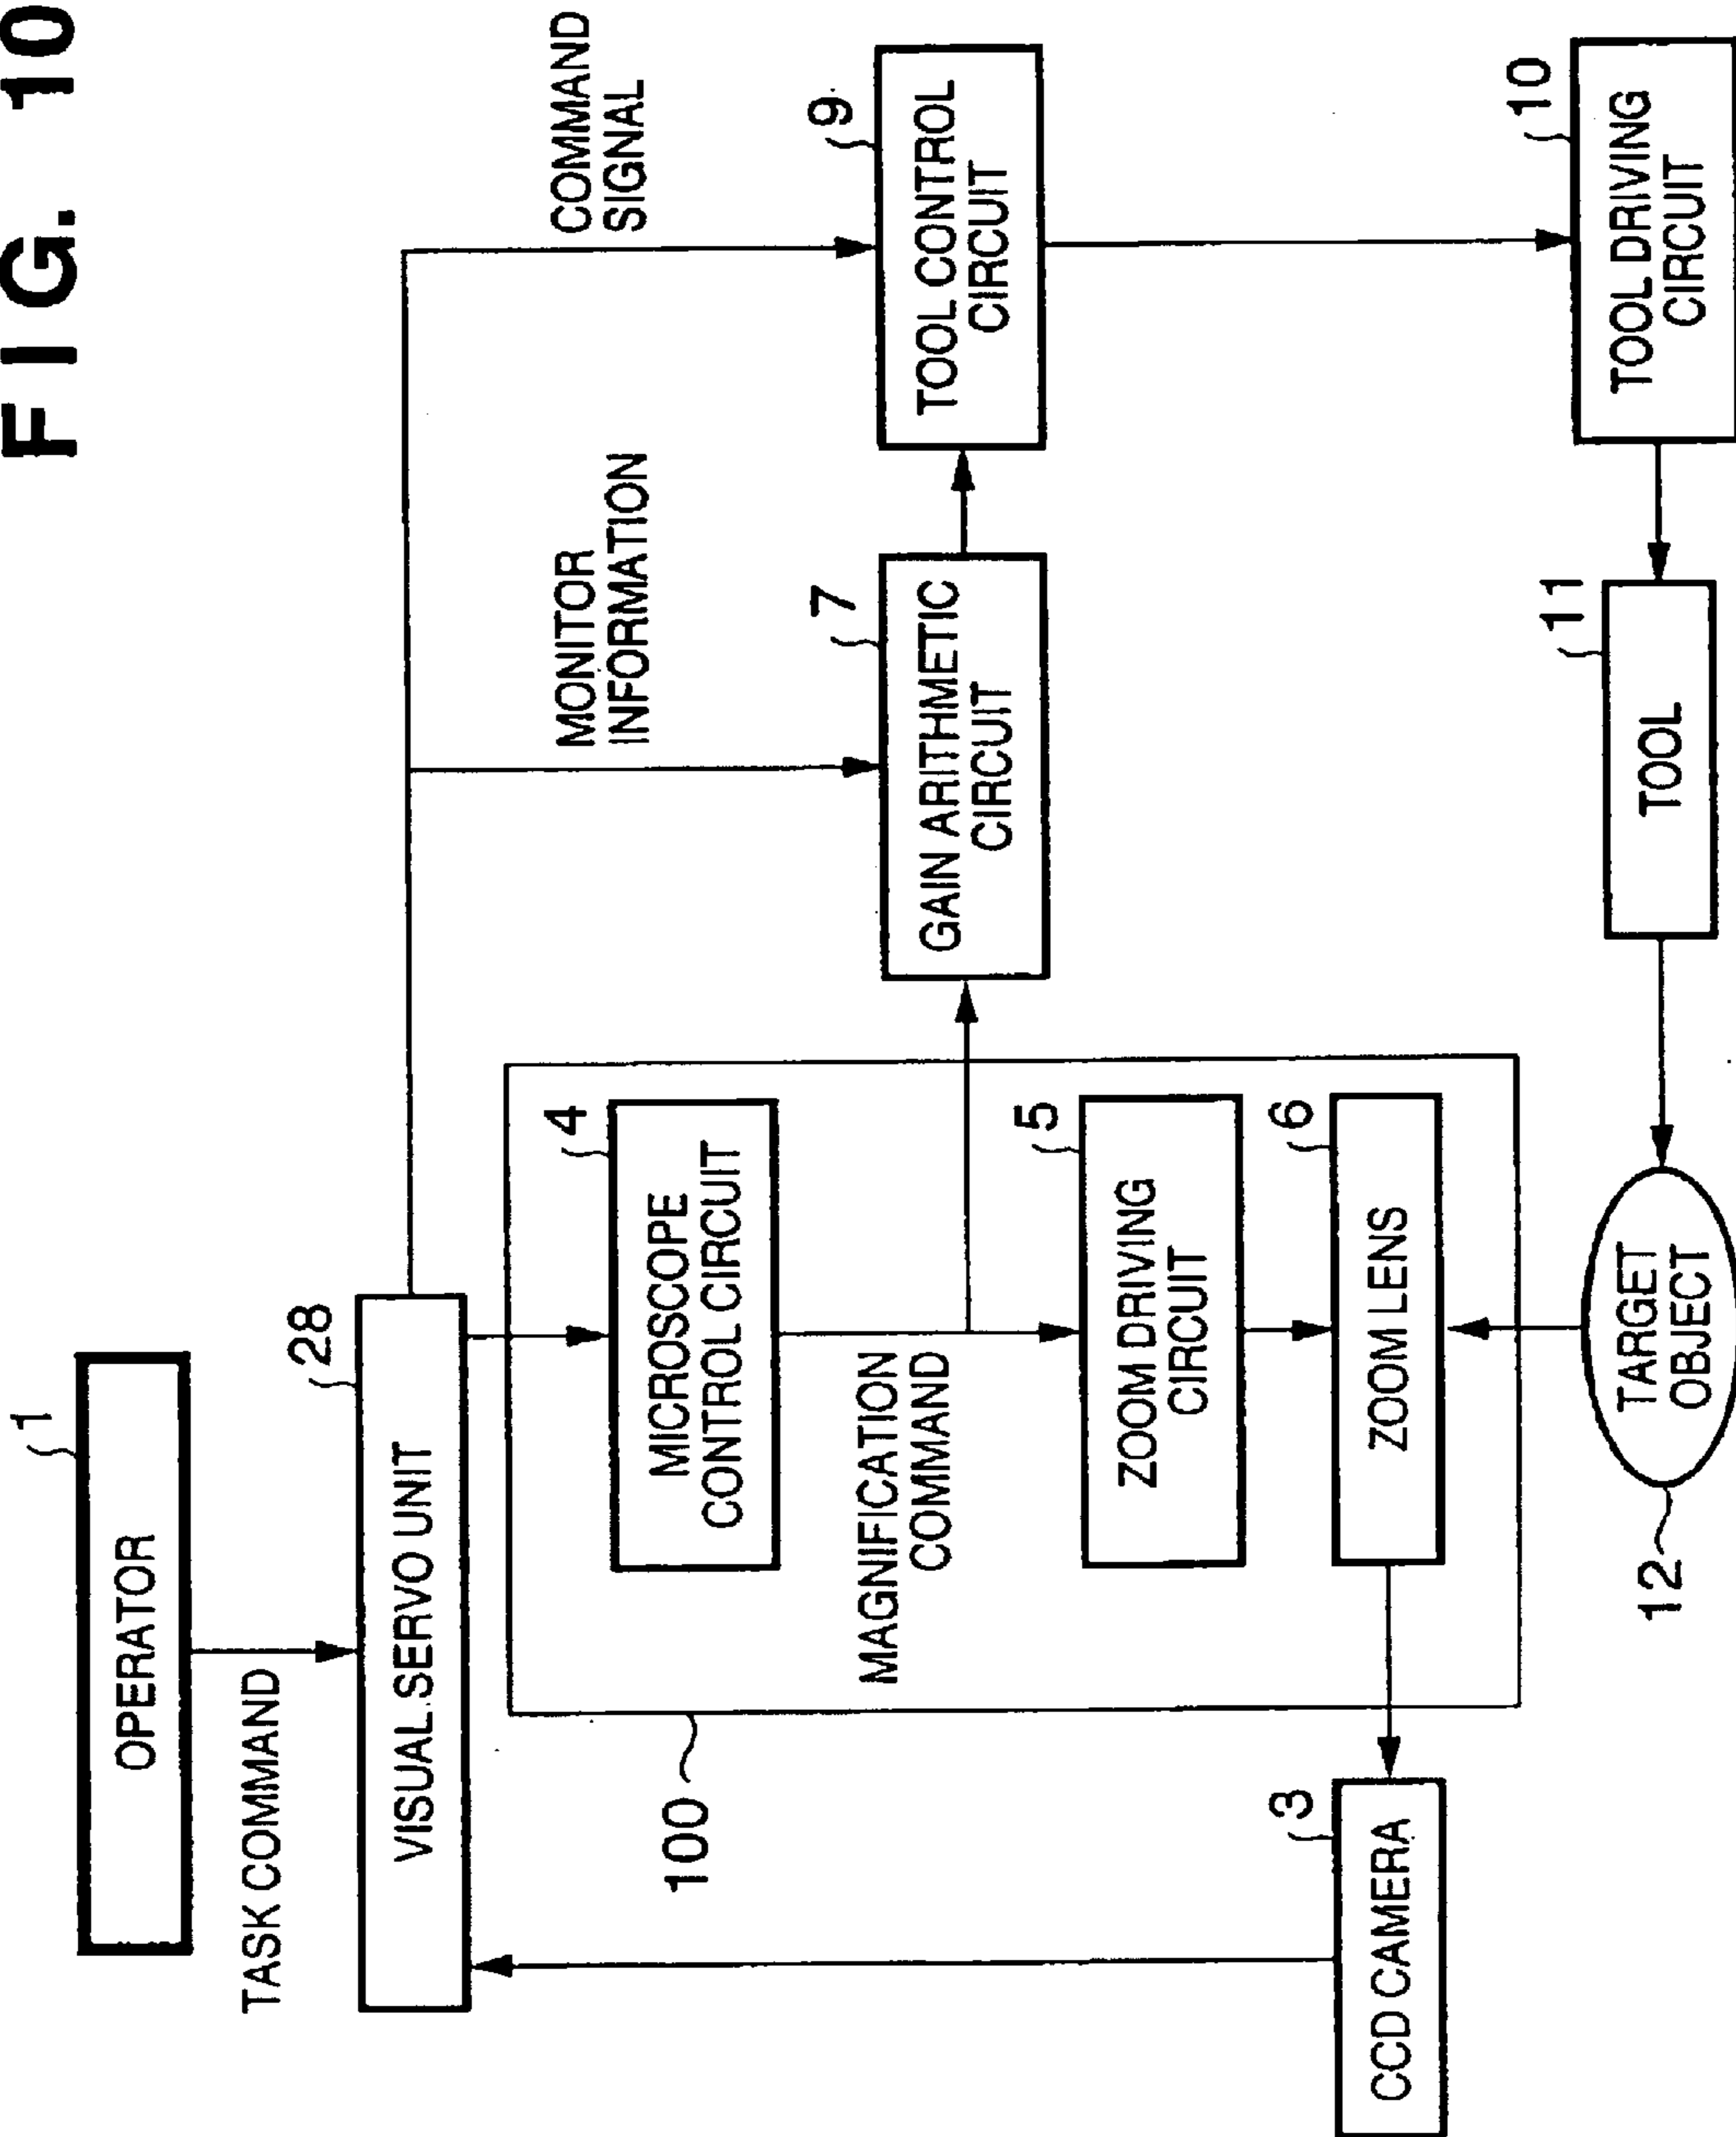 FIG. 10
1
OPERATOR
TASK COMMAND
28
VISUAL SERVO UNIT
COMMAND
SIGNAL
MONITOR
INFORMATION
100
4
MICROSCOPE
CONTROL CIRCUIT
MAGNIFICATION
COMMAND
7
GAIN ARITHMETIC
CIRCUIT
9
TOOL CONTROL
CIRCUIT
5
ZOOM DRIVING
CIRCUIT
3
CCD CAMERA
6
ZOOM LENS
12
TARGET
OBJECT
11
TOOL
10
TOOL DRIVING
CIRCUIT